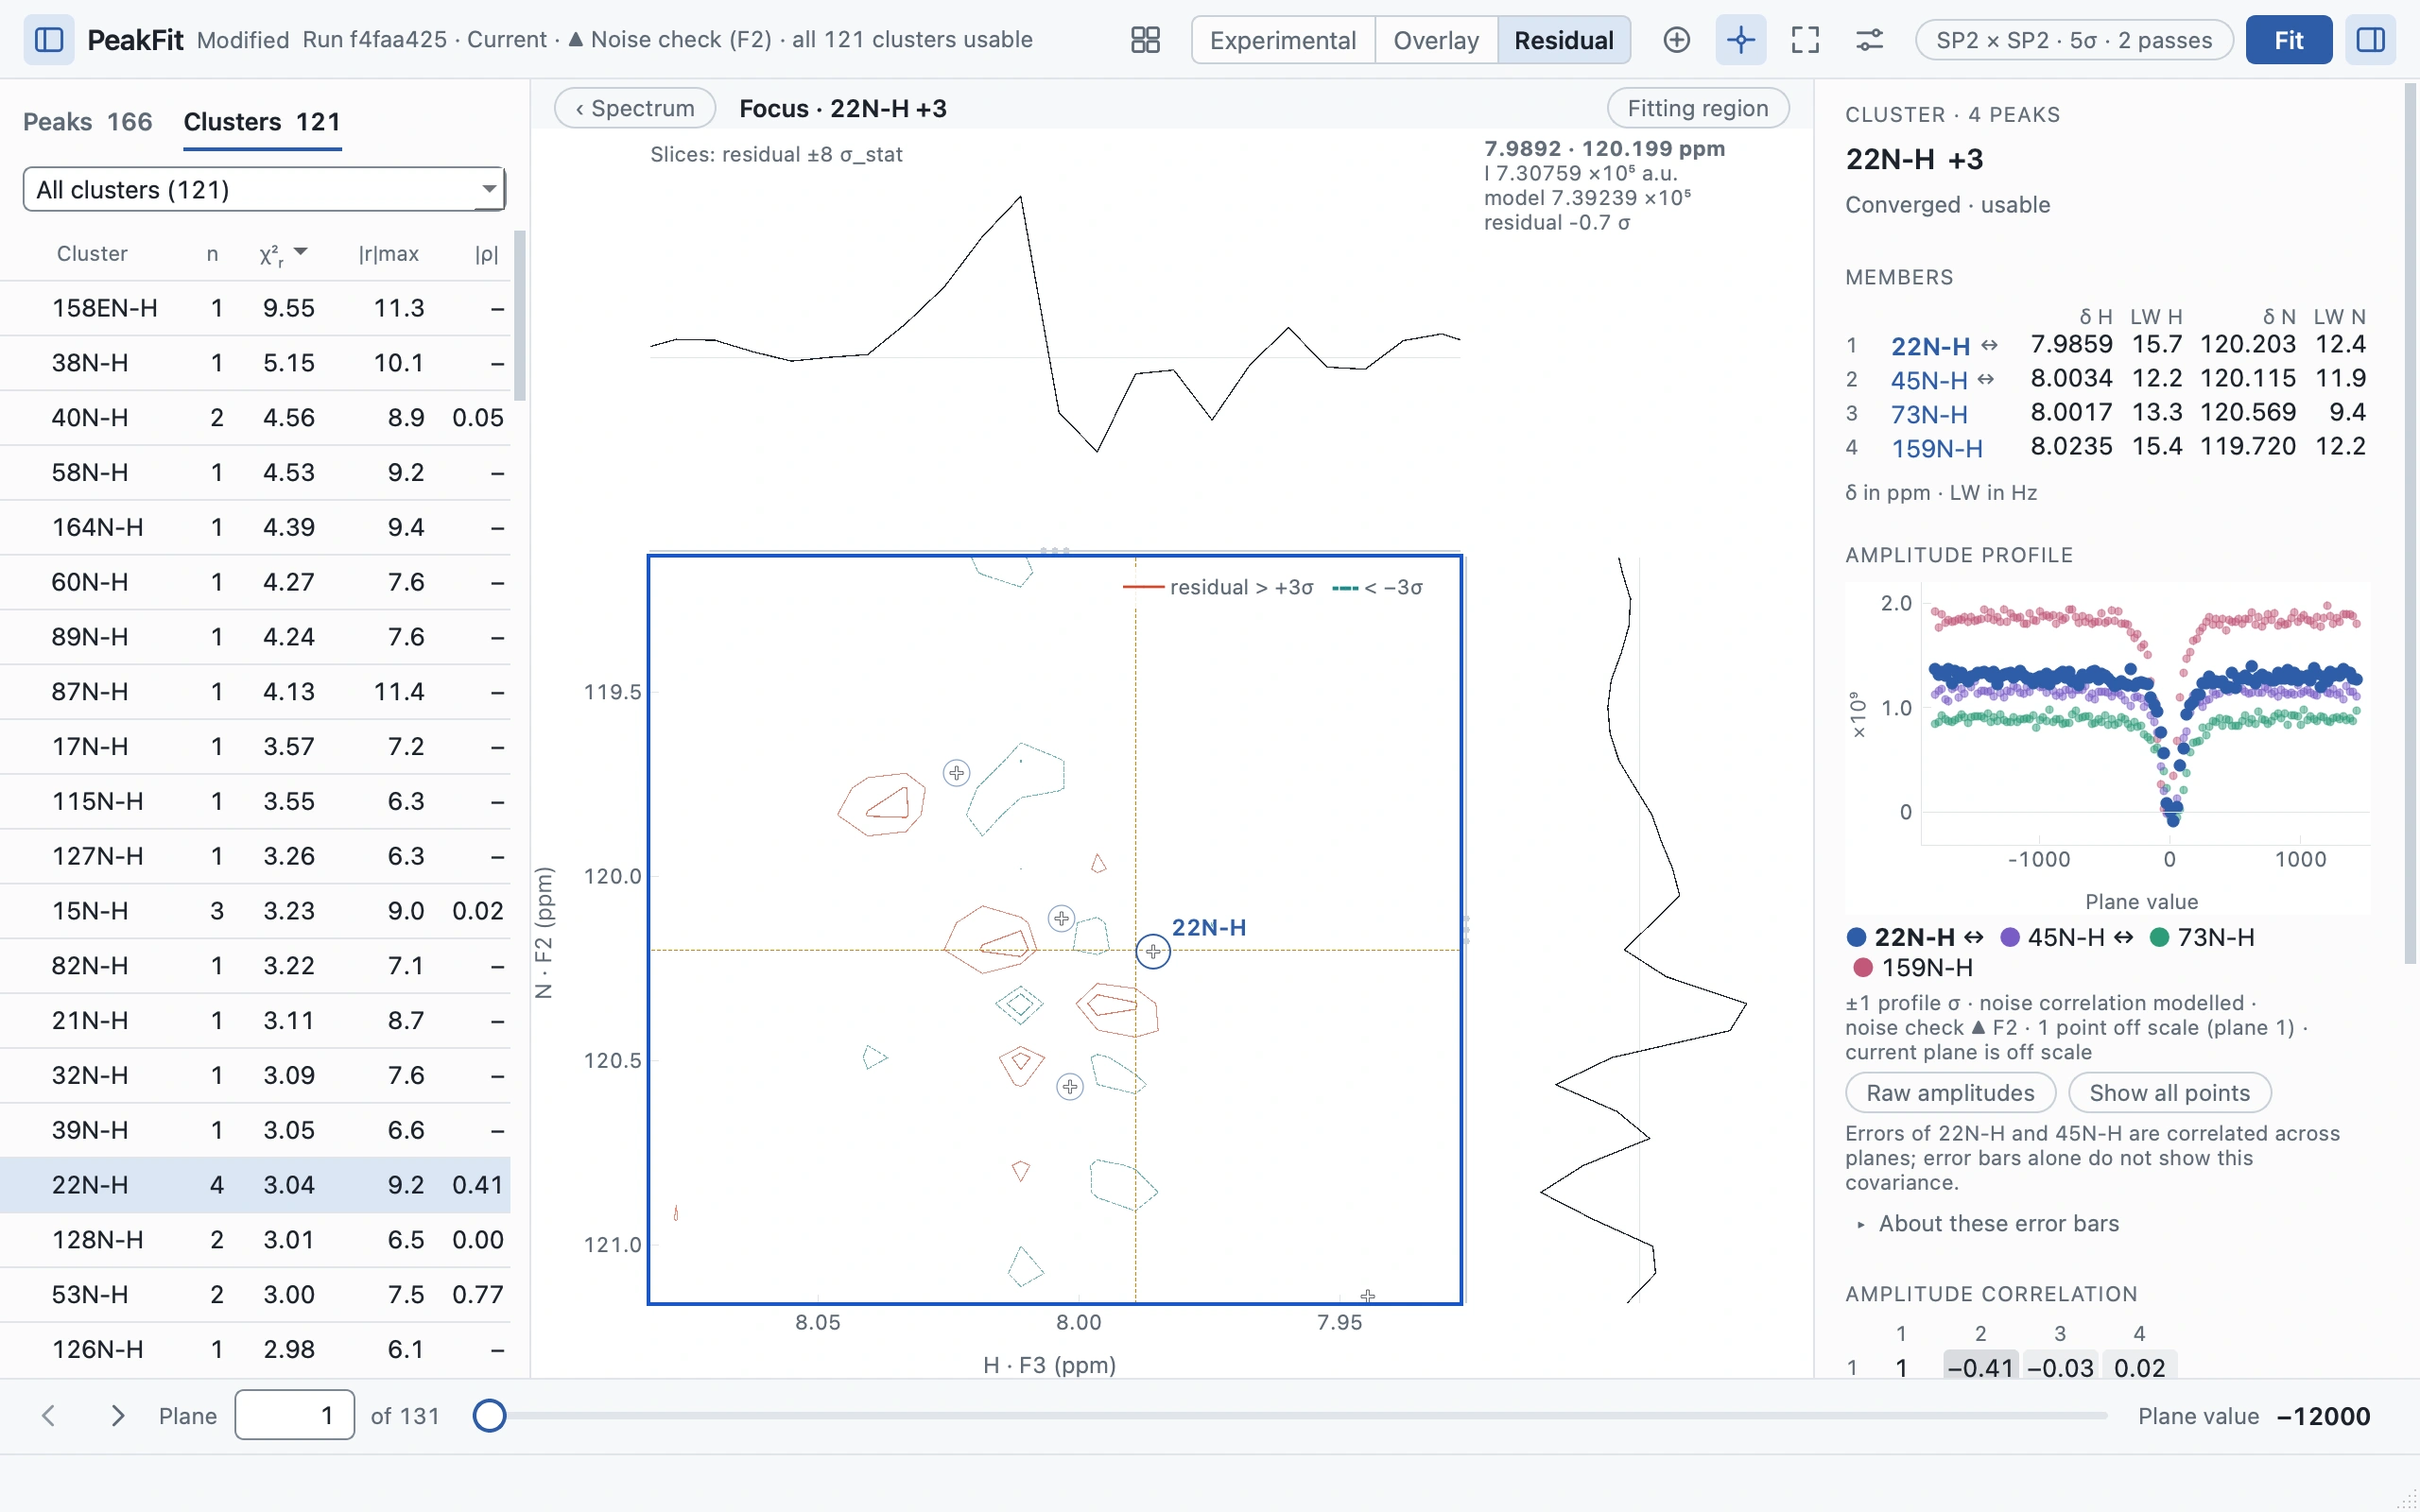 PeakFit Modified Run f4faa425 · Current · ▲ Noise check (F2) · all 121 clusters usable
Experimental Overlay Residual
SP2 × SP2 · 5σ · 2 passes
Fit
Peaks 166 Clusters 121
All clusters (121)
Cluster n χ²r |r|max |ρ|
158EN-H 1 9.55 11.3 –
38N-H 1 5.15 10.1 –
40N-H 2 4.56 8.9 0.05
58N-H 1 4.53 9.2 –
164N-H 1 4.39 9.4 –
60N-H 1 4.27 7.6 –
89N-H 1 4.24 7.6 –
87N-H 1 4.13 11.4 –
17N-H 1 3.57 7.2 –
115N-H 1 3.55 6.3 –
127N-H 1 3.26 6.3 –
15N-H 3 3.23 9.0 0.02
82N-H 1 3.22 7.1 –
21N-H 1 3.11 8.7 –
32N-H 1 3.09 7.6 –
39N-H 1 3.05 6.6 –
22N-H 4 3.04 9.2 0.41
128N-H 2 3.01 6.5 0.00
53N-H 2 3.00 7.5 0.77
126N-H 1 2.98 6.1 –
‹ Spectrum
Focus · 22N-H +3
Fitting region
Slices: residual ±8 σ_stat
7.9892 · 120.199 ppm
I 7.30759 ×10⁵ a.u.
model 7.39239 ×10⁵
residual -0.7 σ
residual > +3σ < −3σ
22N-H
119.5
120.0
120.5
121.0
N · F2 (ppm)
8.05 8.00 7.95
H · F3 (ppm)
CLUSTER · 4 PEAKS
22N-H +3
Converged · usable
MEMBERS
δ H LW H δ N LW N
1 22N-H ↔ 7.9859 15.7 120.203 12.4
2 45N-H ↔ 8.0034 12.2 120.115 11.9
3 73N-H 8.0017 13.3 120.569 9.4
4 159N-H 8.0235 15.4 119.720 12.2
δ in ppm · LW in Hz
AMPLITUDE PROFILE
2.0
1.0
0
×10⁹
-1000 0 1000
Plane value
22N-H ↔ 45N-H ↔ 73N-H
159N-H
±1 profile σ · noise correlation modelled ·
noise check ▲ F2 · 1 point off scale (plane 1) ·
current plane is off scale
Raw amplitudes Show all points
Errors of 22N-H and 45N-H are correlated across
planes; error bars alone do not show this
covariance.
▸ About these error bars
AMPLITUDE CORRELATION
1 2 3 4
1 1 −0.41 −0.03 0.02
Plane 1 of 131
Plane value −12000